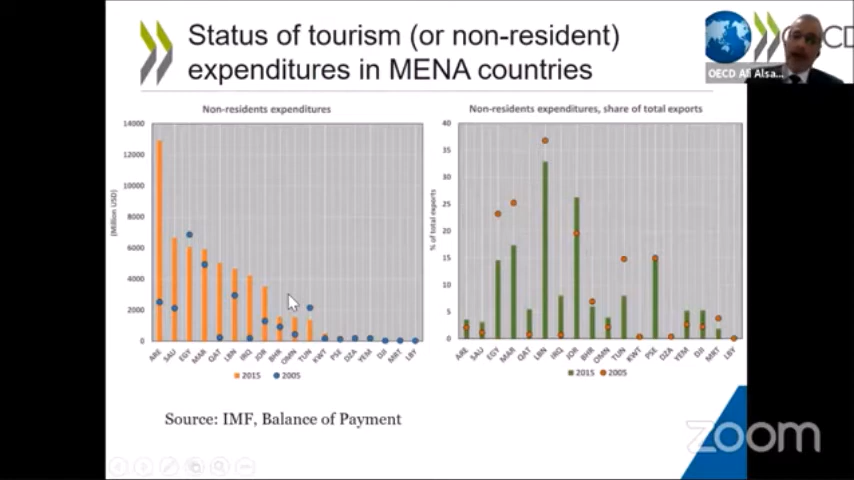 Status of tourism (or non-resident)
expenditures in MENA countries
OECD Ali Alsa...
Non-residents expenditures
14000
12000
10000
8000
6000
4000
2000
0
(Million USD)
ARE SAU EGY MAR QAT LBN IRQ JOR BHR OMN TUN KWT PSE DZA YEM DJI MRT LBY
2015 2005
Non-residents expenditures, share of total exports
40
35
30
25
20
15
10
5
0
% of total exports
ARE SAU EGY MAR QAT LBN IRQ JOR BHR OMN TUN KWT PSE DZA YEM DJI MRT LBY
2015 2005
Source: IMF, Balance of Payment
zoom